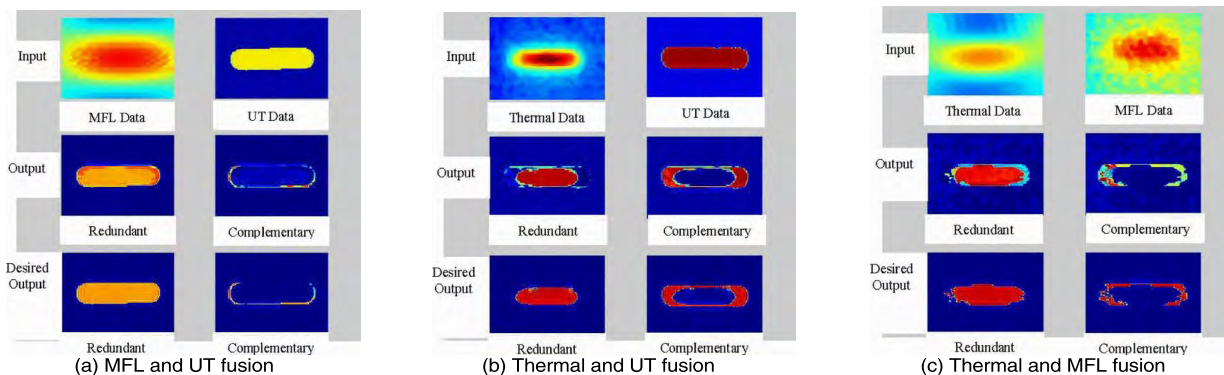 Input
MFL Data
UT Data
Output
Redundant
Complementary
Desired
Output
Redundant
Complementary
(a) MFL and UT fusion
Input
Thermal Data
UT Data
Output
Redundant
Complementary
Desired
Output
Redundant
Complementary
(b) Thermal and UT fusion
Input
Thermal Data
MFL Data
Output
Redundant
Complementary
Desired
Output
Redundant
Complementary
(c) Thermal and MFL fusion